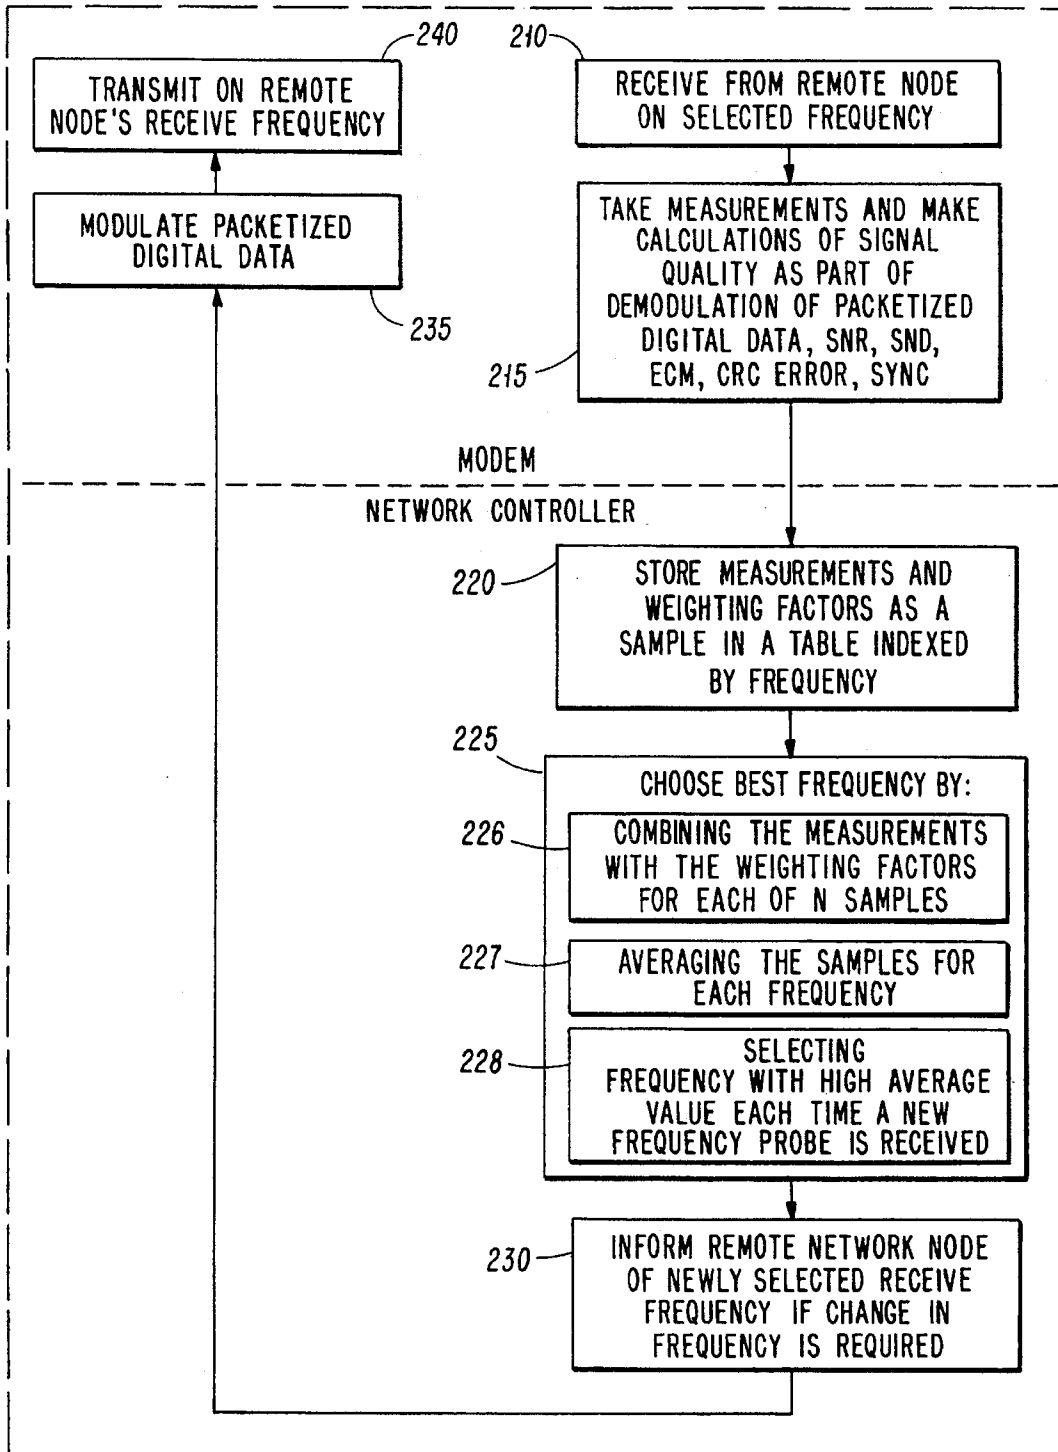 240
TRANSMIT ON REMOTE
NODE'S RECEIVE FREQUENCY
MODULATE PACKETIZED
DIGITAL DATA
235
210
RECEIVE FROM REMOTE NODE
ON SELECTED FREQUENCY
TAKE MEASUREMENTS AND MAKE
CALCULATIONS OF SIGNAL
QUALITY AS PART OF
DEMODULATION OF PACKETIZED
DIGITAL DATA, SNR, SND,
ECM, CRC ERROR, SYNC
215
MODEM
NETWORK CONTROLLER
220
STORE MEASUREMENTS AND
WEIGHTING FACTORS AS A
SAMPLE IN A TABLE INDEXED
BY FREQUENCY
225
CHOOSE BEST FREQUENCY BY:
226
COMBINING THE MEASUREMENTS
WITH THE WEIGHTING FACTORS
FOR EACH OF N SAMPLES
227
AVERAGING THE SAMPLES FOR
EACH FREQUENCY
228
SELECTING
FREQUENCY WITH HIGH AVERAGE
VALUE EACH TIME A NEW
FREQUENCY PROBE IS RECEIVED
230
INFORM REMOTE NETWORK NODE
OF NEWLY SELECTED RECEIVE
FREQUENCY IF CHANGE IN
FREQUENCY IS REQUIRED